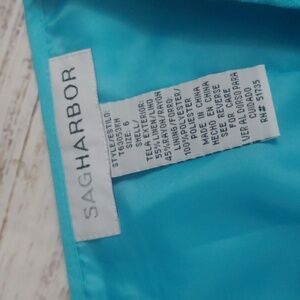 SAGHARBOR
STYLE/ESTILO:
T63053KH
SIZE: 6
SHELL/
TELA EXTERIOR:
55%LINEN/LINO
45%RAYON/RAYON
LINING/FORRO:
100%POLYESTER/
POLIESTER
MADE IN CHINA
HECHO EN CHINA
SEE REVERSE
FOR CARE
VER AL DORSO PARA
CUIDADO
RN# 51735